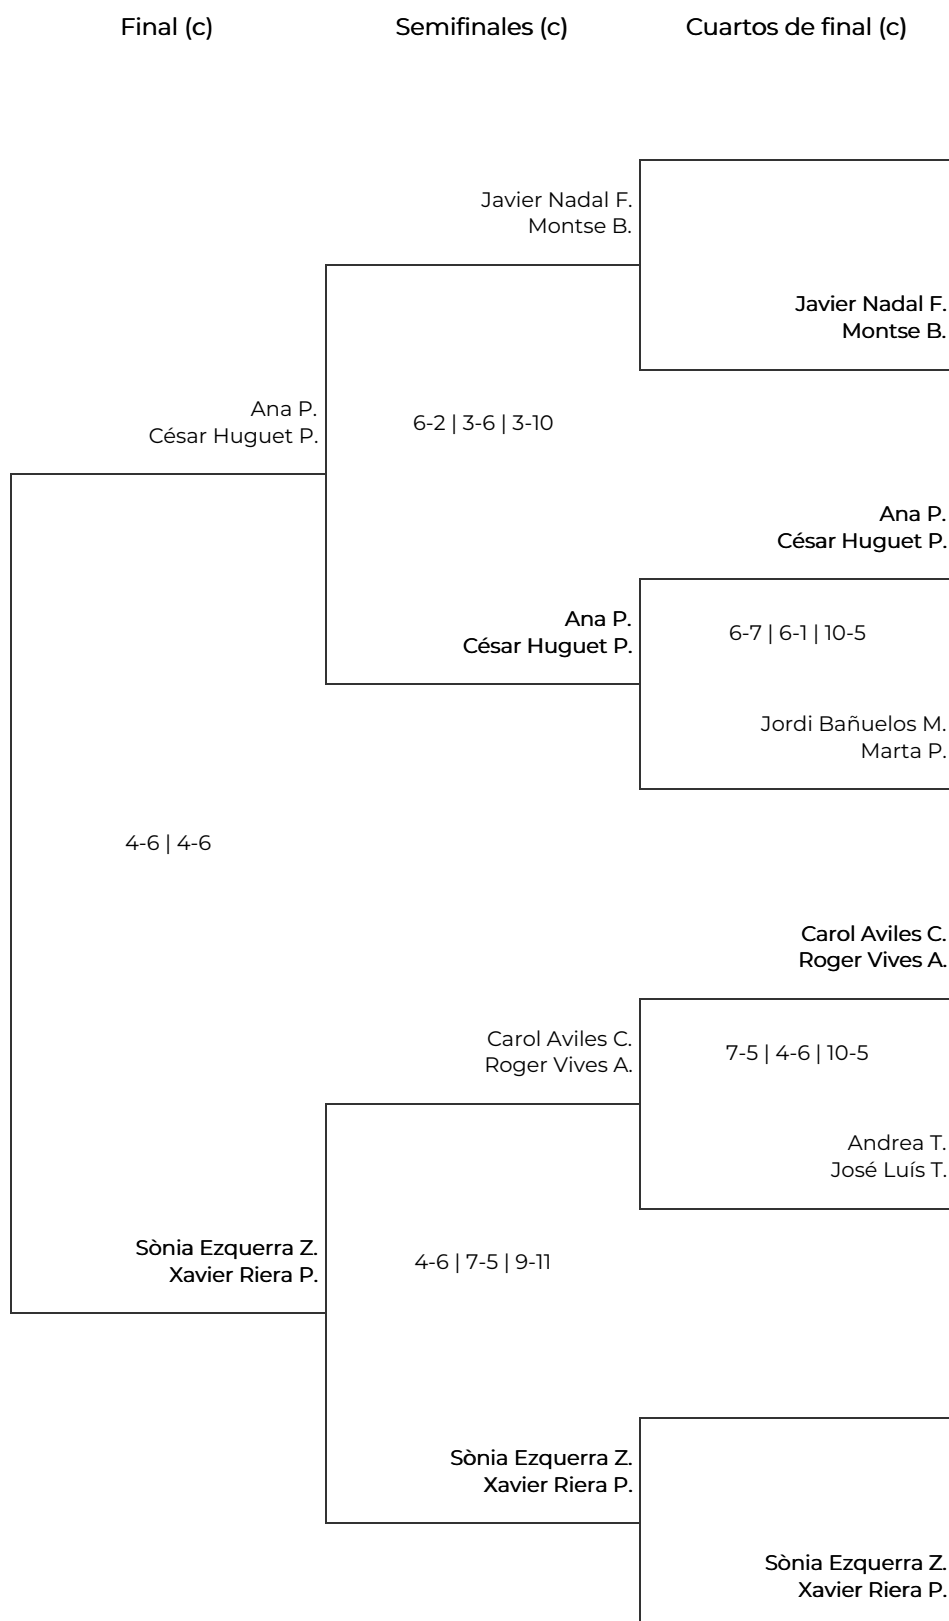 Final (c)
Semifinales (c)
Cuartos de final (c)
Javier Nadal F.
Montse B.
Javier Nadal F.
Montse B.
Ana P.
César Huguet P.
6-2 | 3-6 | 3-10
Ana P.
César Huguet P.
Ana P.
César Huguet P.
6-7 | 6-1 | 10-5
Jordi Bañuelos M.
Marta P.
4-6 | 4-6
Carol Aviles C.
Roger Vives A.
Carol Aviles C.
Roger Vives A.
7-5 | 4-6 | 10-5
Andrea T.
José Luís T.
Sònia Ezquerra Z.
Xavier Riera P.
4-6 | 7-5 | 9-11
Sònia Ezquerra Z.
Xavier Riera P.
Sònia Ezquerra Z.
Xavier Riera P.